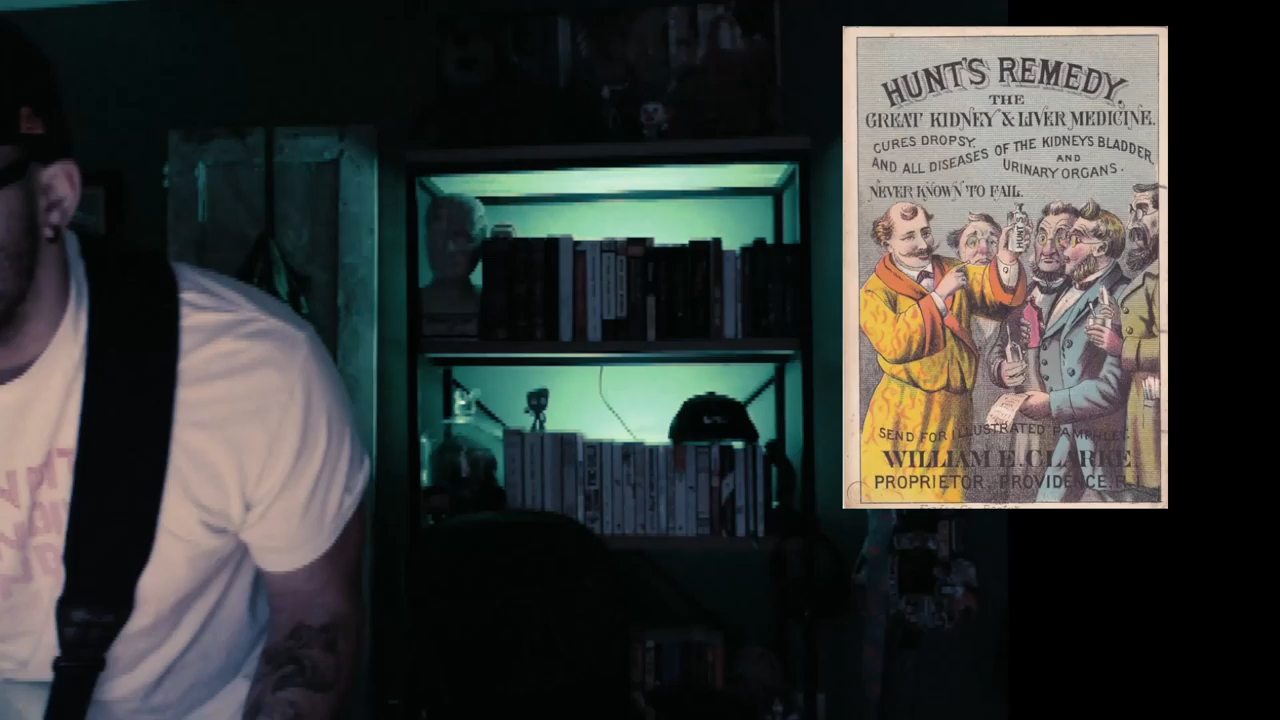 HUNT'S REMEDY.
THE
GREAT KIDNEY & LIVER MEDICINE.
CURES DROPSY,
AND ALL DISEASES OF THE KIDNEYS BLADDER,
AND
URINARY ORGANS.
NEVER KNOWN TO FAIL.
HUNT'S
SEND FOR ILLUSTRATED PAMPHLET.
WILLIAM E. CLARKE
PROPRIETOR, PROVIDENCE, R.I.